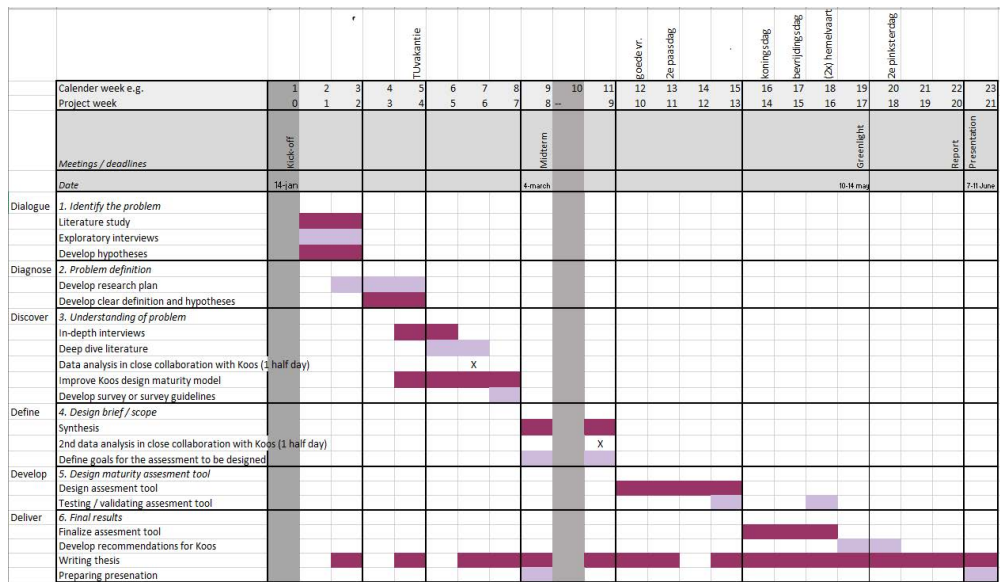 TUvakantie
goede vr.
2e paasdag
koningsdag
bevrijdingsdag
(2x) hemelvaart
2e pinksterdag
Calender week e.g. 1 2 3 4 5 6 7 8 9 10 11 12 13 14 15 16 17 18 19 20 21 22 23
Project week 0 1 2 3 4 5 6 7 8 -- 9 10 11 12 13 14 15 16 17 18 19 20 21
Meetings / deadlines Kick-off Midterm Greenlight Report Presentation
Date 14-jan 4-march 10-14 may 7-11 June
Dialogue 1. Identify the problem
Literature study
Exploratory interviews
Develop hypotheses
Diagnose 2. Problem definition
Develop research plan
Develop clear definition and hypotheses
Discover 3. Understanding of problem
In-depth interviews
Deep dive literature
Data analysis in close collaboration with Koos (1 half day) X
Improve Koos design maturity model
Develop survey or survey guidelines
Define 4. Design brief / scope
Synthesis
2nd data analysis in close collaboration with Koos (1 half day) X
Define goals for the assessment to be designed
Develop 5. Design maturity assesment tool
Design assesment tool
Testing / validating assesment tool
Deliver 6. Final results
Finalize assesment tool
Develop recommendations for Koos
Writing thesis
Preparing presenation